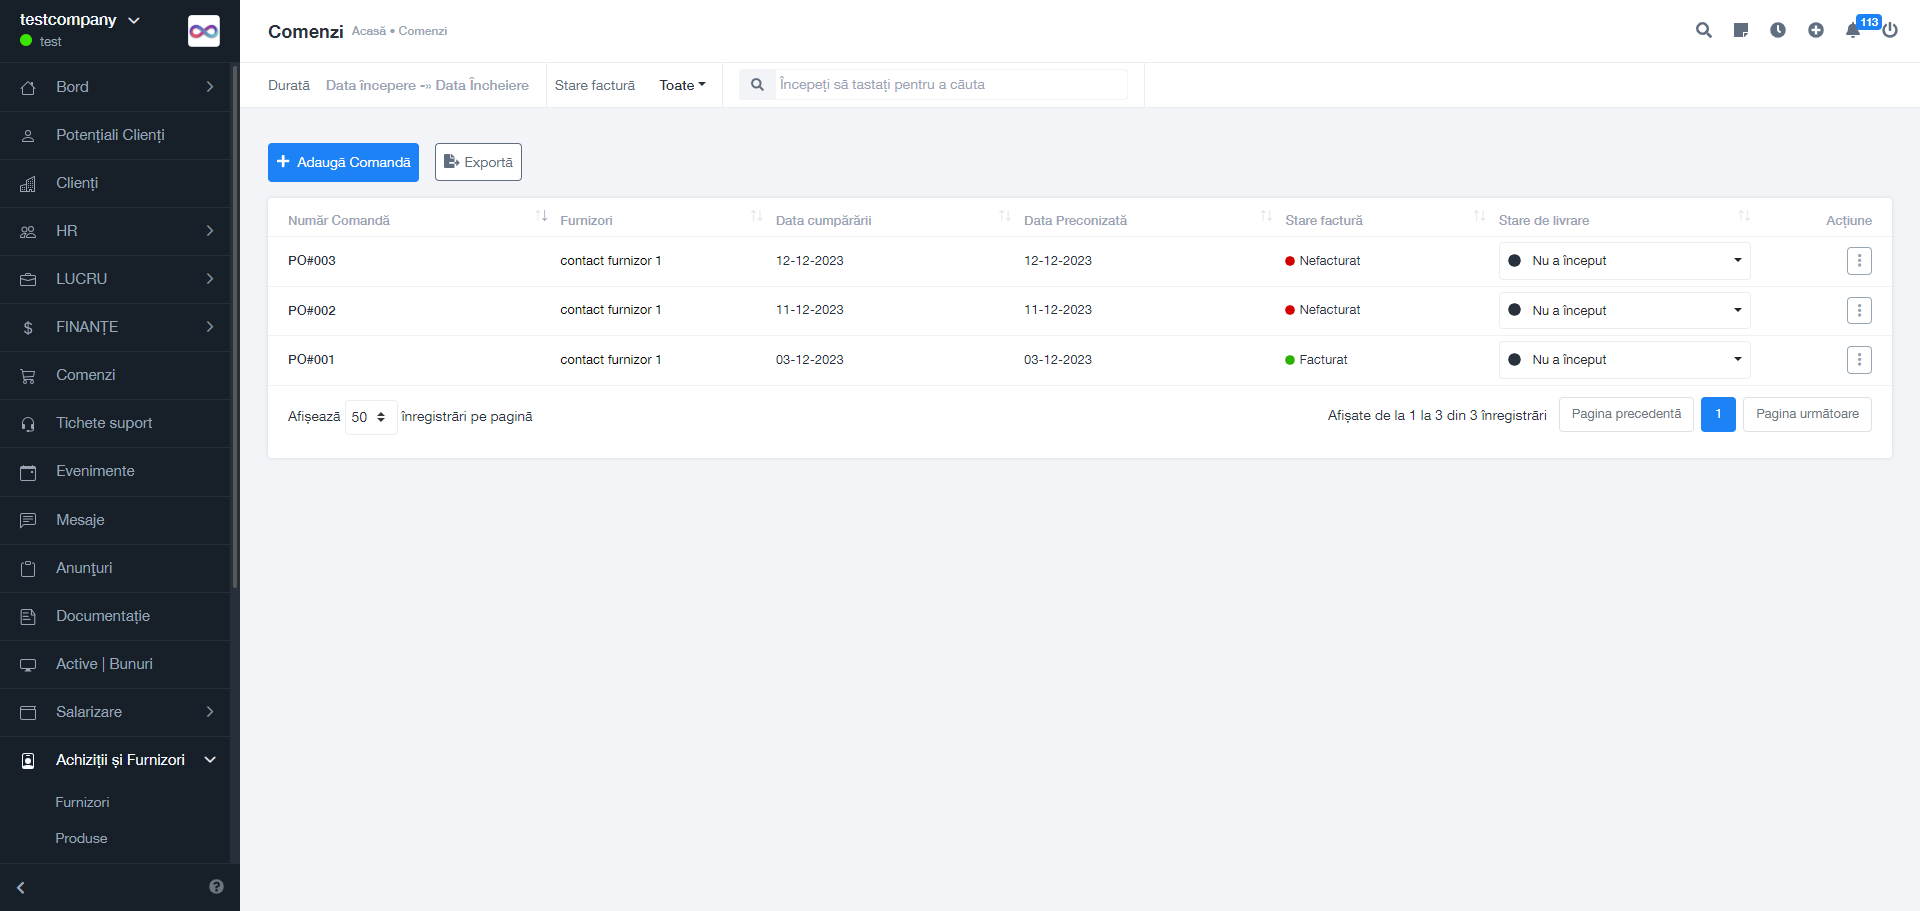 testcompany
test
Bord
Potențiali Clienți
Clienți
HR
LUCRU
FINANȚE
Comenzi
Tichete suport
Evenimente
Mesaje
Anunţuri
Documentație
Active | Bunuri
Salarizare
Achiziții și Furnizori
Furnizori
Produse
Comenzi Acasă • Comenzi
113
Durată Data începere -» Data Încheiere Stare factură Toate Începeți să tastați pentru a căuta
Adaugă Comandă Exportă
Număr Comandă Furnizori Data cumpărării Data Preconizată Stare factură Stare de livrare Acțiune
PO#003 contact furnizor 1 12-12-2023 12-12-2023 Nefacturat Nu a început
PO#002 contact furnizor 1 11-12-2023 11-12-2023 Nefacturat Nu a început
PO#001 contact furnizor 1 03-12-2023 03-12-2023 Facturat Nu a început
Afișează 50 înregistrări pe pagină Afișate de la 1 la 3 din 3 înregistrări Pagina precedentă 1 Pagina următoare